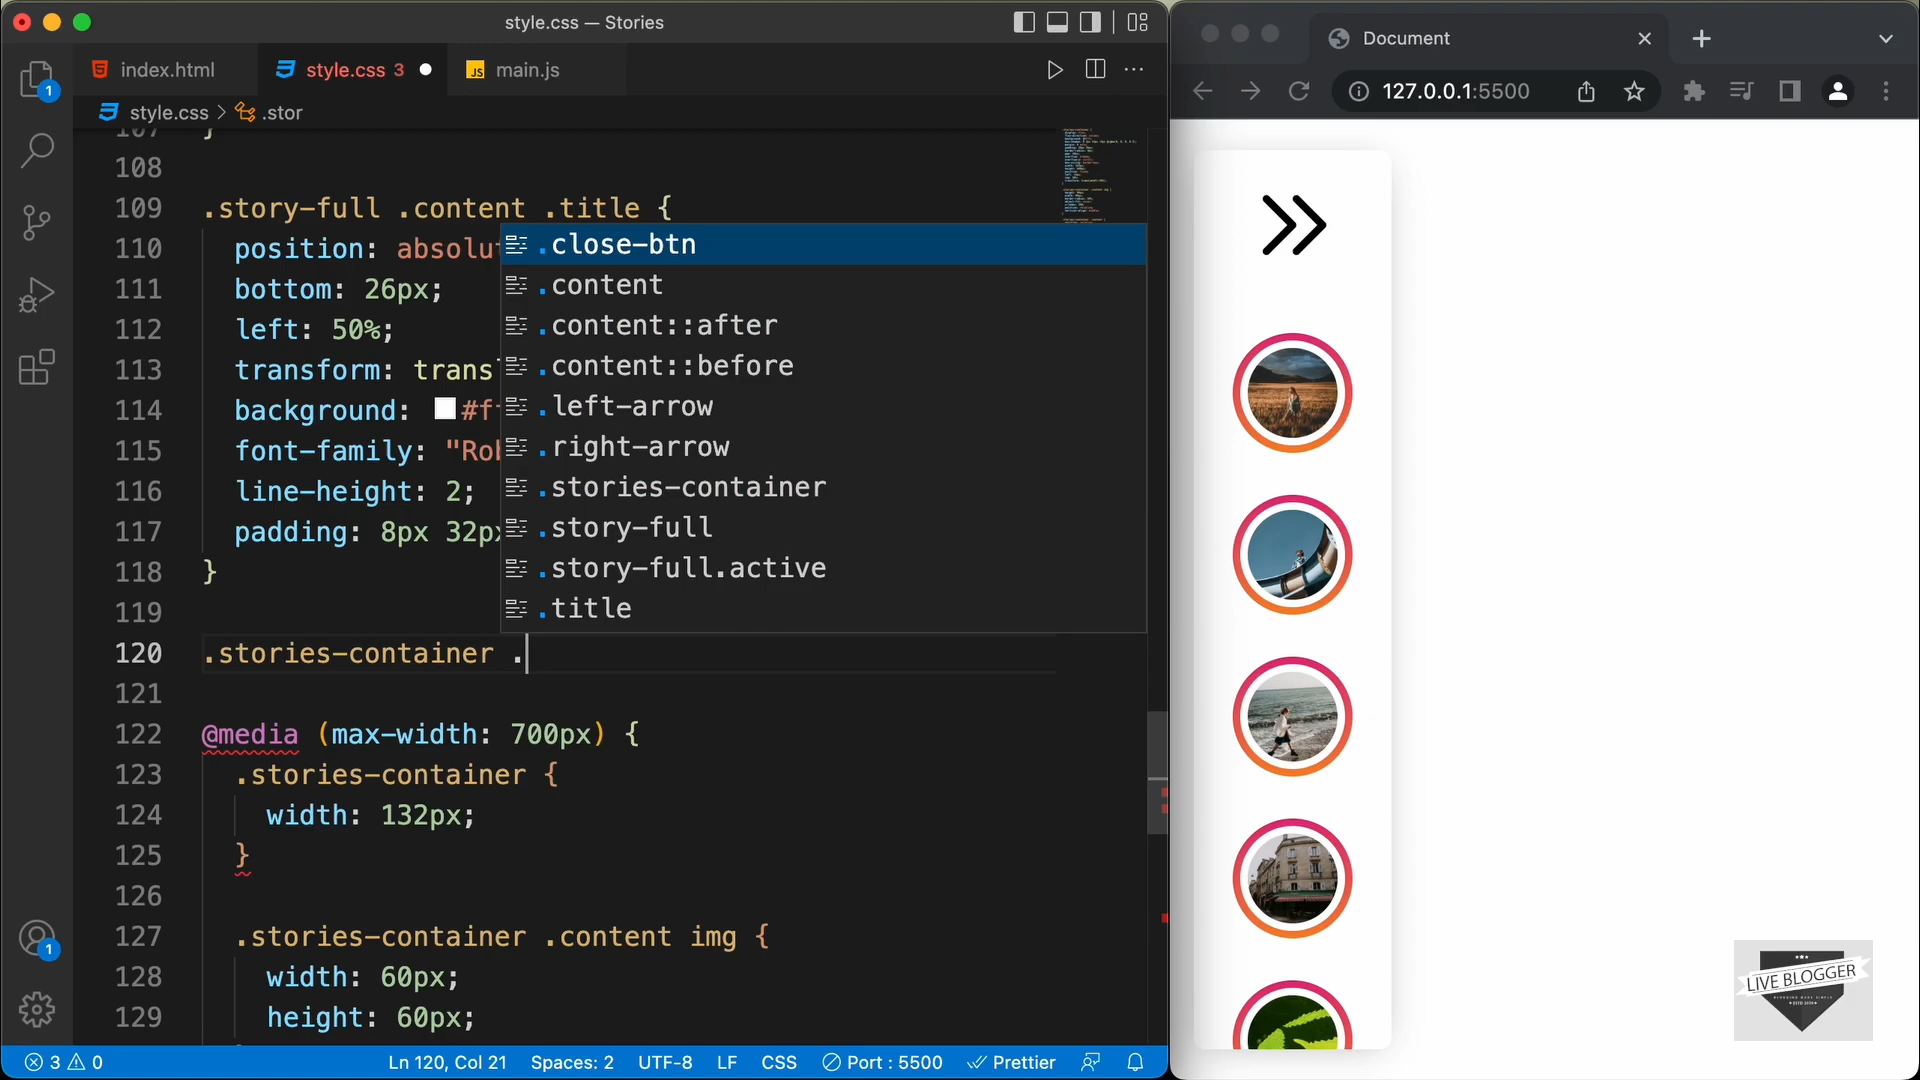 style.css — Stories
index.html
style.css 3
JS main.js
style.css > .stor
1
107 }
108
109 .story-full .content .title {
110 position: absolut
111 bottom: 26px;
112 left: 50%;
113 transform: trans
114 background: #f
115 font-family: "Ro
116 line-height: 2;
117 padding: 8px 32px
118 }
119
120 .stories-container .
121
122 @media (max-width: 700px) {
123 .stories-container {
124 width: 132px;
125 }
126
127 .stories-container .content img {
128 width: 60px;
129 height: 60px;
.close-btn
.content
.content::after
.content::before
.left-arrow
.right-arrow
.stories-container
.story-full
.story-full.active
.title
1
3 0
Ln 120, Col 21
Spaces: 2
UTF-8
LF
CSS
Port : 5500
Prettier
Document
127.0.0.1:5500
LIVE BLOGGER